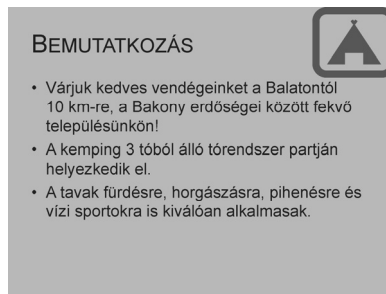 BEMUTATKOZÁS
• Várjuk kedves vendégeinket a Balatontól
10 km-re, a Bakony erdőségei között fekvő
településünkön!
• A kemping 3 tóból álló tórendszer partján
helyezkedik el.
• A tavak fürdésre, horgászásra, pihenésre és
vízi sportokra is kiválóan alkalmasak.